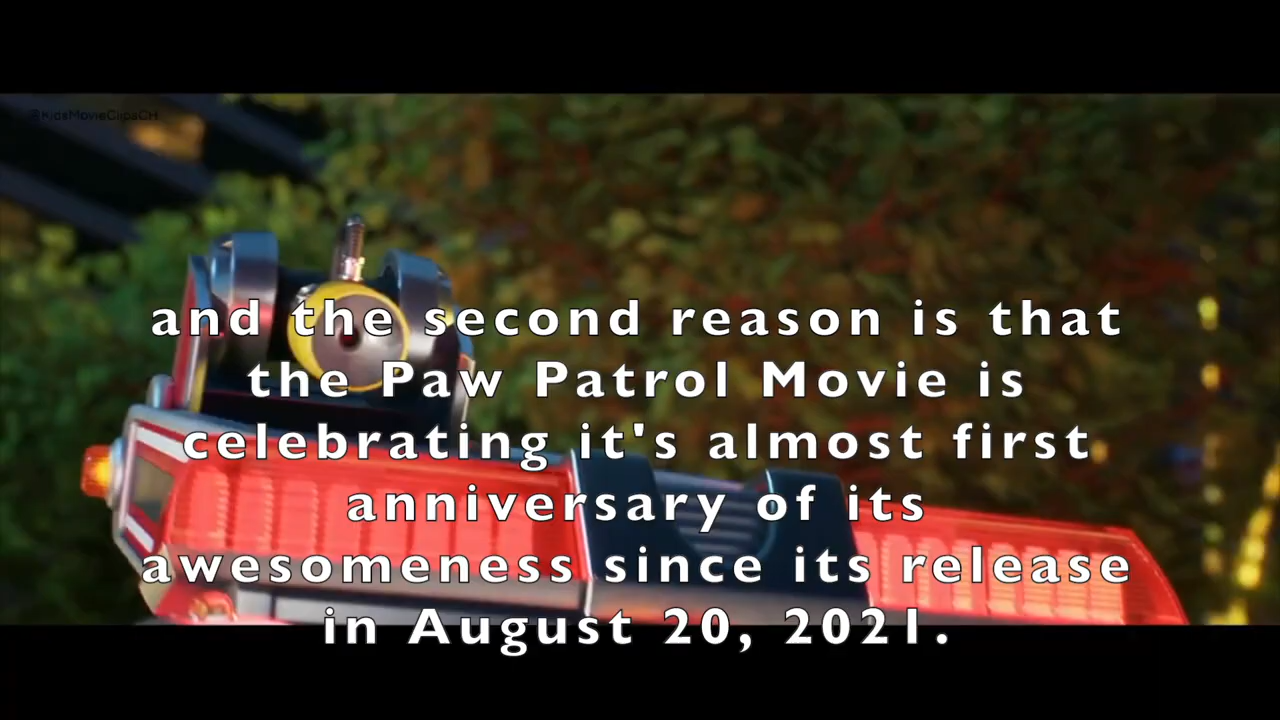 @KidsMovieClipsCH
and the second reason is that
the Paw Patrol Movie is
celebrating it's almost first
anniversary of its
awesomeness since its release
in August 20, 2021.